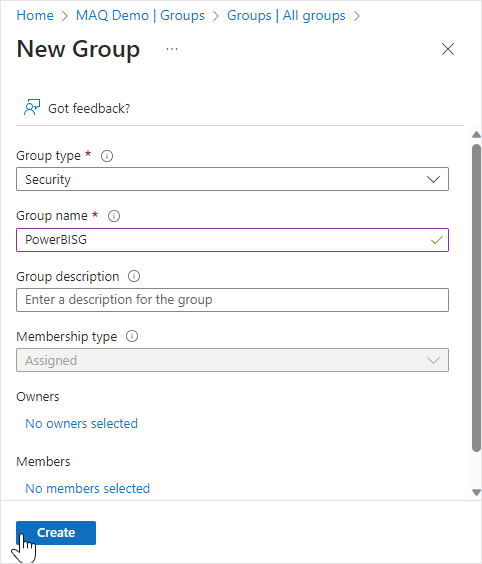 Home > MAQ Demo | Groups > Groups | All groups >
New Group ...
Got feedback?
Group type *
Security
Group name *
PowerBISG
Group description
Enter a description for the group
Membership type
Assigned
Owners
No owners selected
Members
No members selected
Create